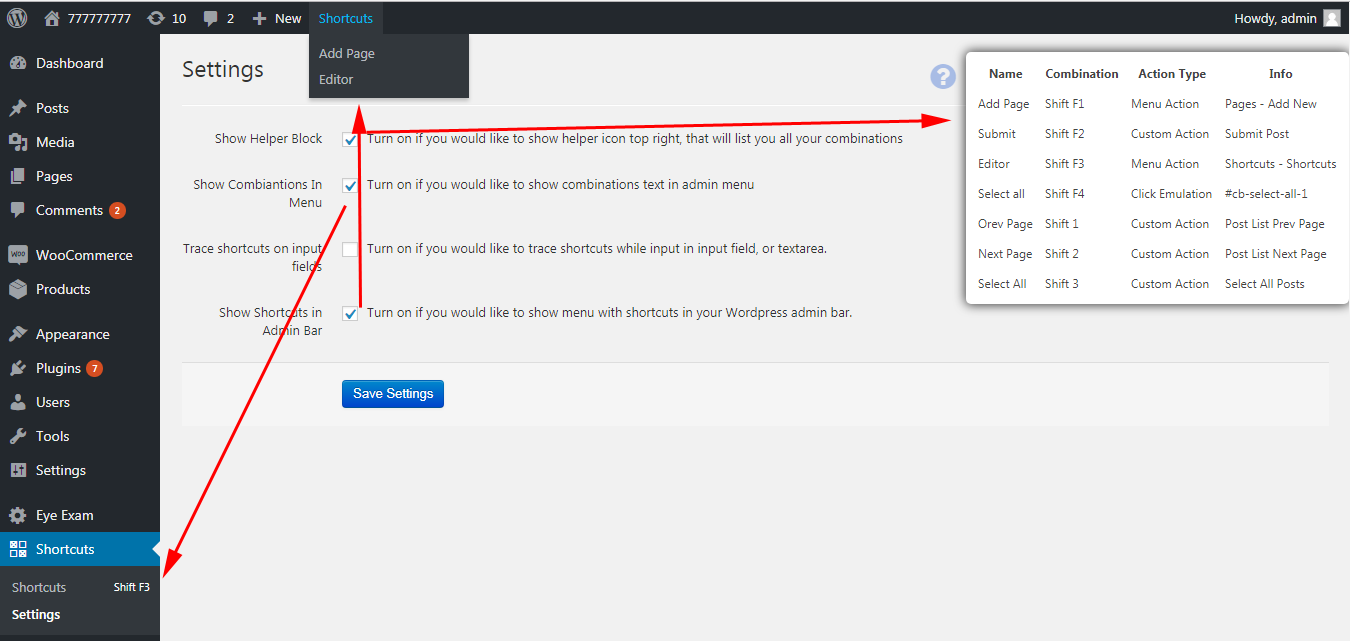 777777777 10 2 New Shortcuts Howdy, admin
Add Page
Editor
Dashboard
Posts
Media
Pages
Comments 2
WOO WooCommerce
Products
Appearance
Plugins 7
Users
Tools
Settings
Eye Exam
Shortcuts
Shortcuts Shift F3
Settings
Settings
?
Show Helper Block Turn on if you would like to show helper icon top right, that will list you all your combinations
Show Combiantions In
Menu
Turn on if you would like to show combinations text in admin menu
Trace shortcuts on input
fields
Turn on if you would like to trace shortcuts while input in input field, or textarea.
Show Shortcuts in
Admin Bar
Turn on if you would like to show menu with shortcuts in your Wordpress admin bar.
Save Settings
Name Combination Action Type Info
Add Page Shift F1 Menu Action Pages - Add New
Submit Shift F2 Custom Action Submit Post
Editor Shift F3 Menu Action Shortcuts - Shortcuts
Select all Shift F4 Click Emulation #cb-select-all-1
Orev Page Shift 1 Custom Action Post List Prev Page
Next Page Shift 2 Custom Action Post List Next Page
Select All Shift 3 Custom Action Select All Posts